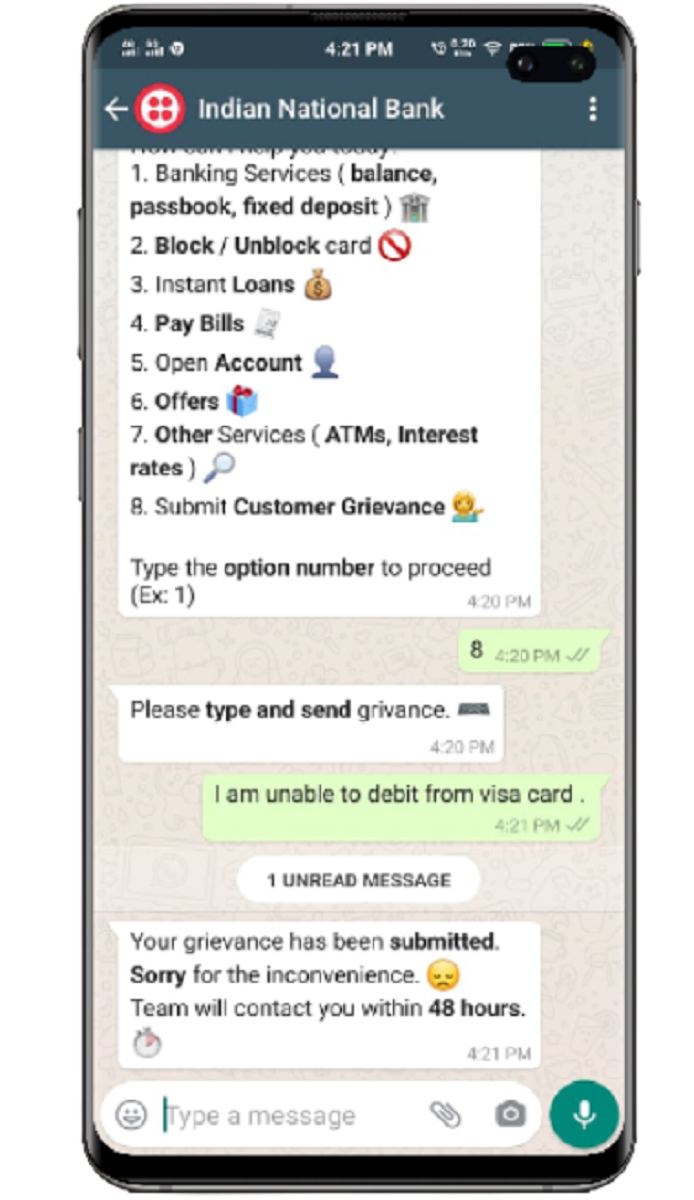 4:21 PM
Indian National Bank
How can I help you today?
1. Banking Services ( balance,
passbook, fixed deposit )
2. Block / Unblock card
3. Instant Loans
4. Pay Bills
5. Open Account
6. Offers
7. Other Services ( ATMs, Interest
rates )
8. Submit Customer Grievance
Type the option number to proceed
(Ex: 1)
4:20 PM
8 4:20 PM
Please type and send grivance.
4:20 PM
I am unable to debit from visa card .
4:21 PM
1 UNREAD MESSAGE
Your grievance has been submitted.
Sorry for the inconvenience.
Team will contact you within 48 hours.
4:21 PM
Type a message